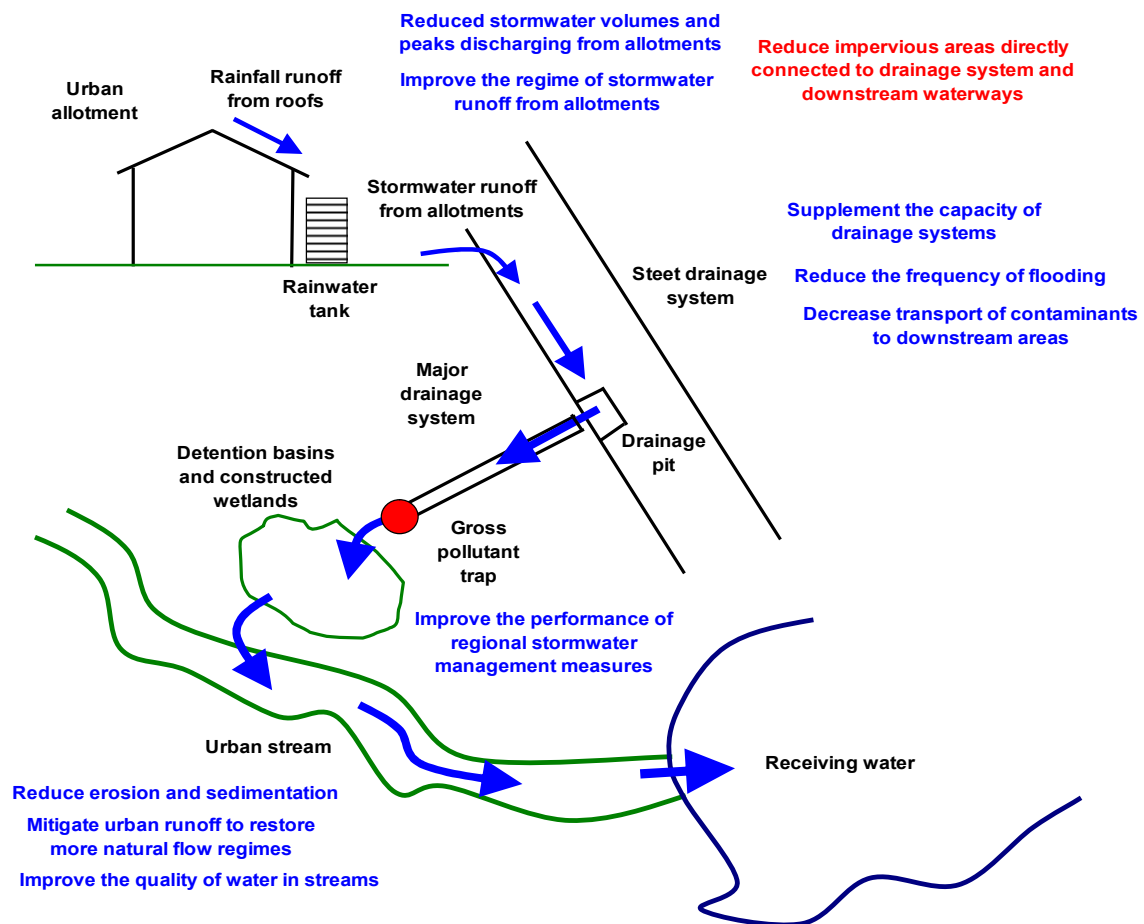 Reduced stormwater volumes and
peaks discharging from allotments
Improve the regime of stormwater
runoff from allotments
Reduce impervious areas directly
connected to drainage system and
downstream waterways
Urban
allotment
Rainfall runoff
from roofs
Stormwater runoff
from allotments
Rainwater
tank
Supplement the capacity of
drainage systems
Steet drainage
system
Reduce the frequency of flooding
Decrease transport of contaminants
to downstream areas
Major
drainage
system
Drainage
pit
Detention basins
and constructed
wetlands
Gross
pollutant
trap
Improve the performance of
regional stormwater
management measures
Urban stream
Receiving water
Reduce erosion and sedimentation
Mitigate urban runoff to restore
more natural flow regimes
Improve the quality of water in streams